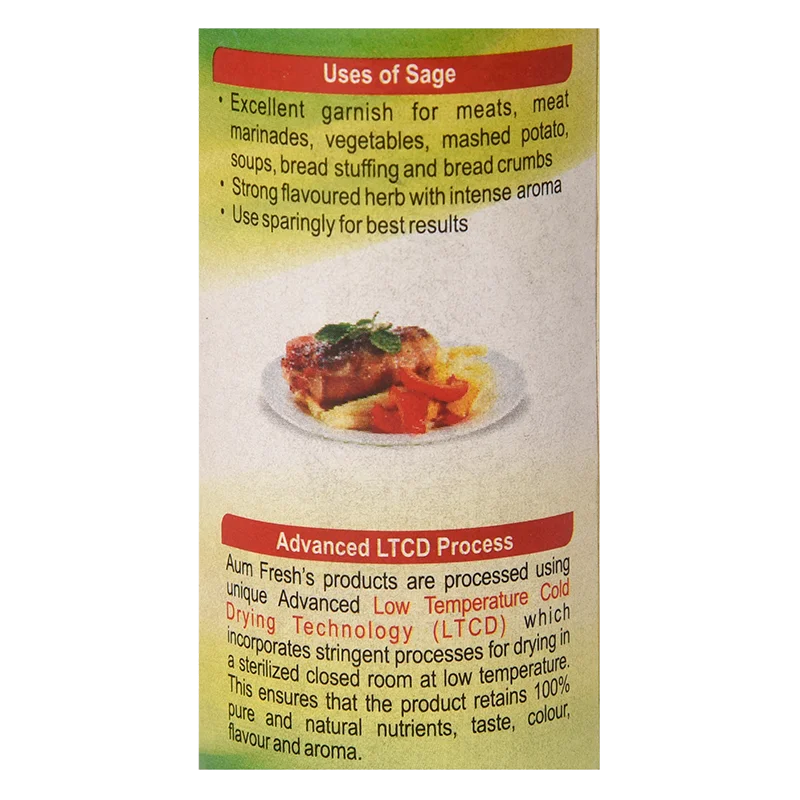 Uses of Sage
• Excellent garnish for meats, meat
marinades, vegetables, mashed potato,
soups, bread stuffing and bread crumbs
• Strong flavoured herb with intense aroma
• Use sparingly for best results
Advanced LTCD Process
Aum Fresh's products are processed using
unique Advanced Low Temperature Cold
Drying Technology (LTCD) which
incorporates stringent processes for drying in
a sterilized closed room at low temperature.
This ensures that the product retains 100%
pure and natural nutrients, taste, colour,
flavour and aroma.